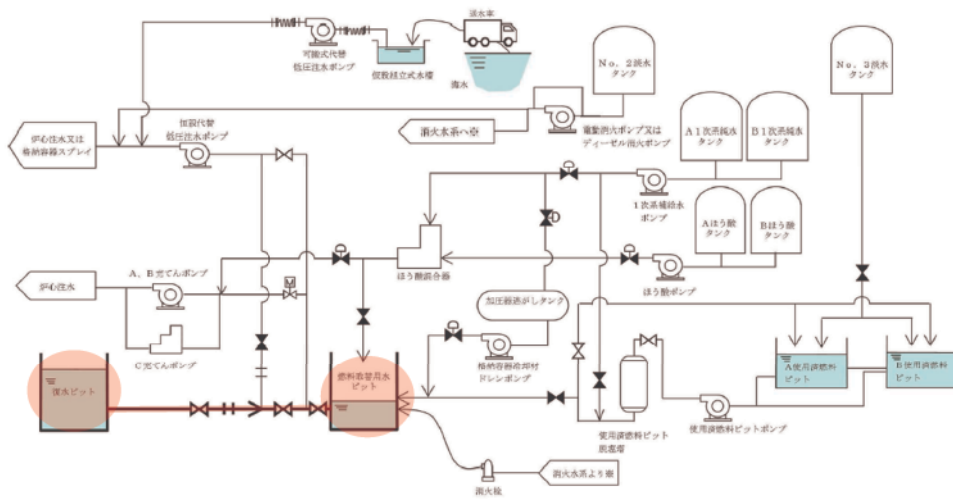 送水車
可搬式代替
低圧注水ポンプ
仮設組立式水槽
海水
No. 2淡水
タンク
No. 3淡水
タンク
消火水系へ※
電動消火ポンプ又は
ディーゼル消火ポンプ
恒設代替
低圧注水ポンプ
炉心注水又は
格納容器スプレイ
A1次系純水
タンク
B1次系純水
タンク
1次系補給水
ポンプ
Aほう酸
タンク
Bほう酸
タンク
ほう酸混合器
ほう酸ポンプ
A、B充てんポンプ
炉心注水
M
D
C充てんポンプ
加圧器逃がしタンク
格納容器冷却材
ドレンポンプ
復水ピット
燃料取替用水
ピット
A使用済燃料
ピット
B使用済燃料
ピット
使用済燃料ピットポンプ
使用済燃料ピット
脱塩塔
消火水系より※
消火栓